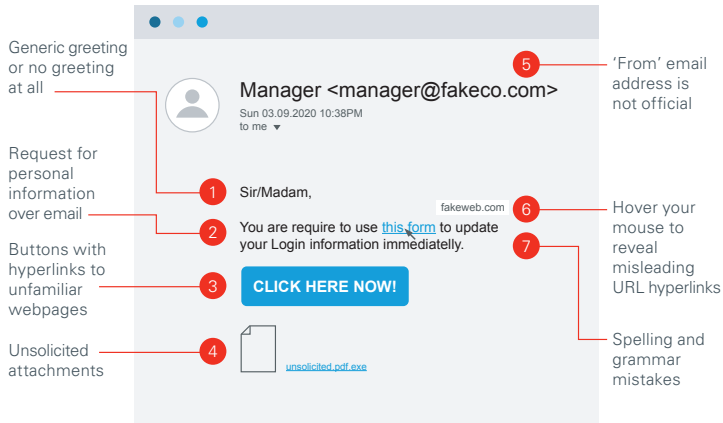 Generic greeting
or no greeting
at all
Request for
personal
information
over email
Buttons with
hyperlinks to
unfamiliar
webpages
Unsolicited
attachments
Manager <manager@fakeco.com>
Sun 03.09.2020 10:38PM
to me
1
Sir/Madam,
fakeweb.com
2
You are require to use this form to update
your Login information immediatelly.
3
CLICK HERE NOW!
4
unsolicited.pdf.exe
5
'From' email
address is
not official
6
Hover your
mouse to
reveal
misleading
URL hyperlinks
7
Spelling and
grammar
mistakes